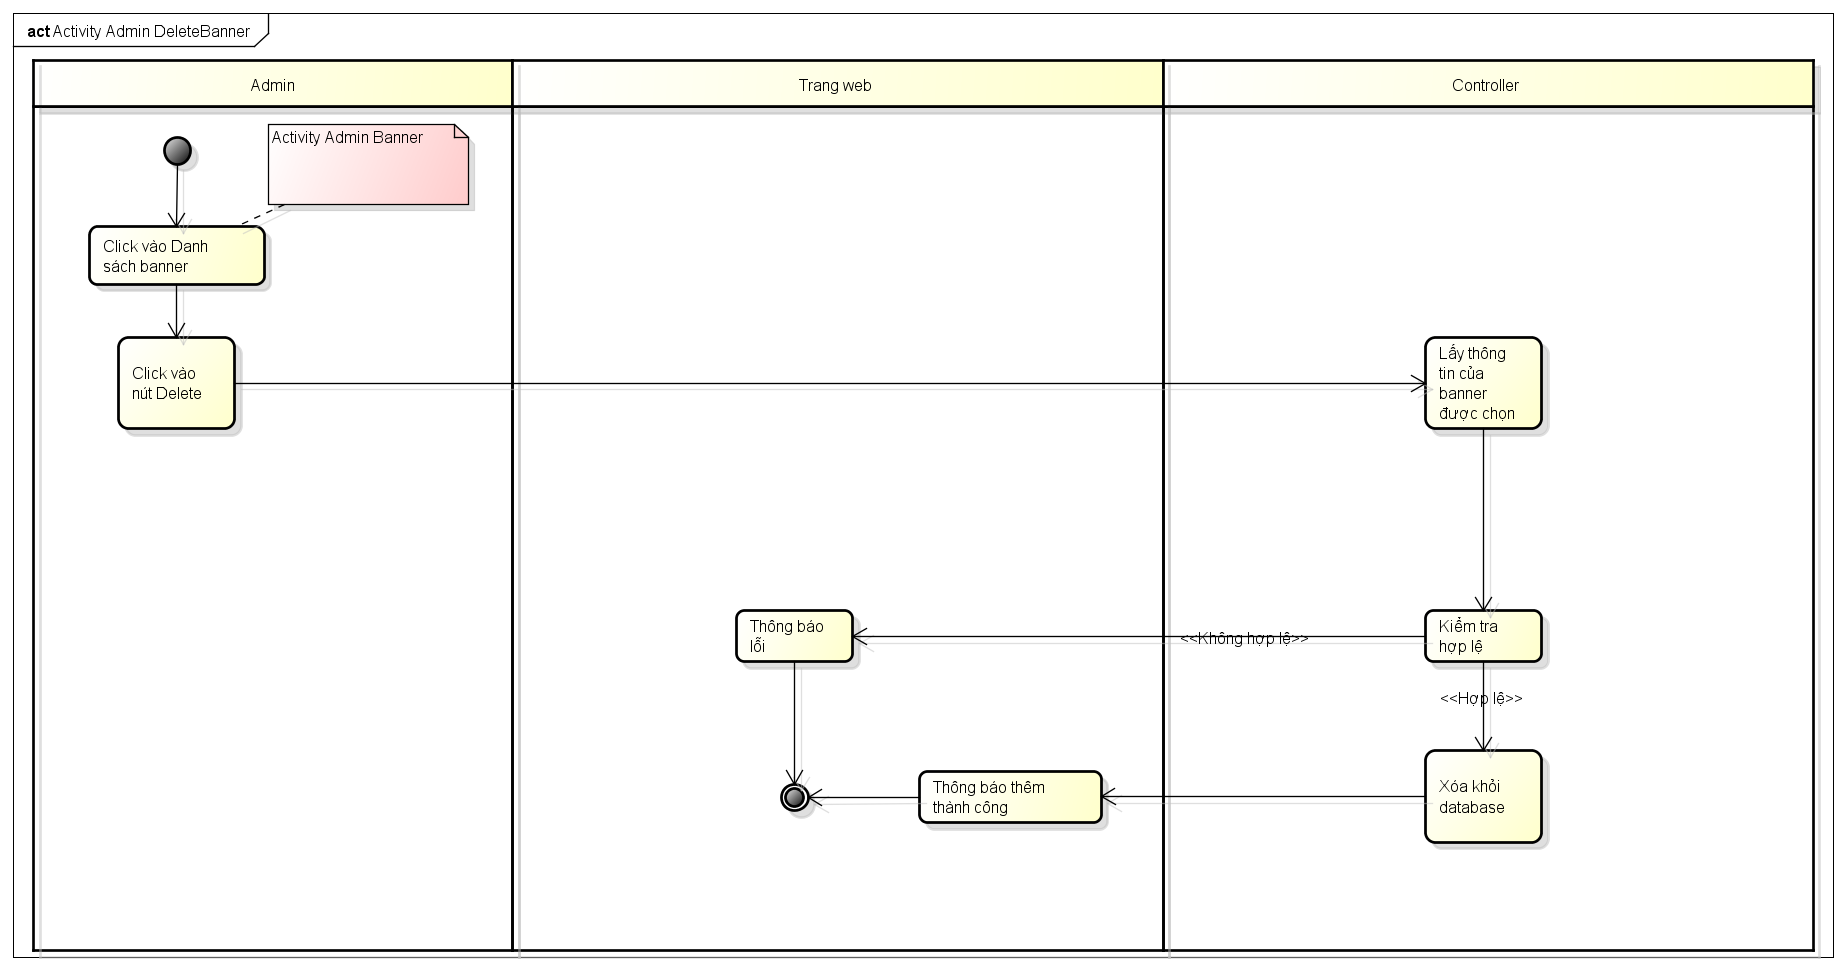 act Activity Admin DeleteBanner
Admin
Trang web
Controller
Activity Admin Banner
Click vào Danh
sách banner
Click vào
nút Delete
Lấy thông
tin của
banner
được chọn
Thông báo
lỗi
<<Không hợp lệ>>
Kiểm tra
hợp lệ
<<Hợp lệ>>
Thông báo thêm
thành công
Xóa khỏi
database